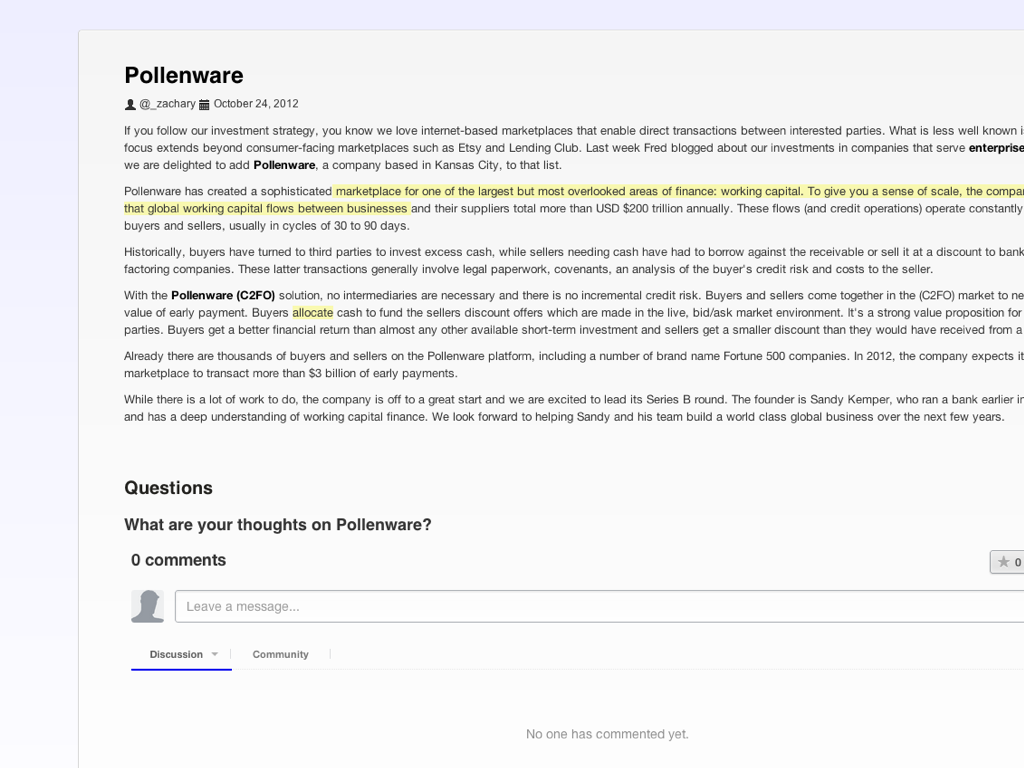 Pollenware
@_zachary October 24, 2012
If you follow our investment strategy, you know we love internet-based marketplaces that enable direct transactions between interested parties. What is less well known
focus extends beyond consumer-facing marketplaces such as Etsy and Lending Club. Last week Fred blogged about our investments in companies that serve enterprise
we are delighted to add Pollenware, a company based in Kansas City, to that list.
Pollenware has created a sophisticated marketplace for one of the largest but most overlooked areas of finance: working capital. To give you a sense of scale, the
that global working capital flows between businesses and their suppliers total more than USD $200 trillion annually. These flows (and credit operations) operate constantly
buyers and sellers, usually in cycles of 30 to 90 days.
Historically, buyers have turned to third parties to invest excess cash, while sellers needing cash have had to borrow against the receivable or sell it at a discount to
factoring companies. These latter transactions generally involve legal paperwork, covenants, an analysis of the buyer's credit risk and costs to the seller.
With the Pollenware (C2FO) solution, no intermediaries are necessary and there is no incremental credit risk. Buyers and sellers come together in the (C2FO) market to
value of early payment. Buyers allocate cash to fund the sellers discount offers which are made in the live, bid/ask market environment. It's a strong value proposition for
parties. Buyers get a better financial return than almost any other available short-term investment and sellers get a smaller discount than they would have received from a
Already there are thousands of buyers and sellers on the Pollenware platform, including a number of brand name Fortune 500 companies. In 2012, the company expects it
marketplace to transact more than $3 billion of early payments.
While there is a lot of work to do, the company is off to a great start and we are excited to lead its Series B round. The founder is Sandy Kemper, who ran a bank earlier in
and has a deep understanding of working capital finance. We look forward to helping Sandy and his team build a world class global business over the next few years.
Questions
What are your thoughts on Pollenware?
0 comments
0
Leave a message...
Discussion Community
No one has commented yet.